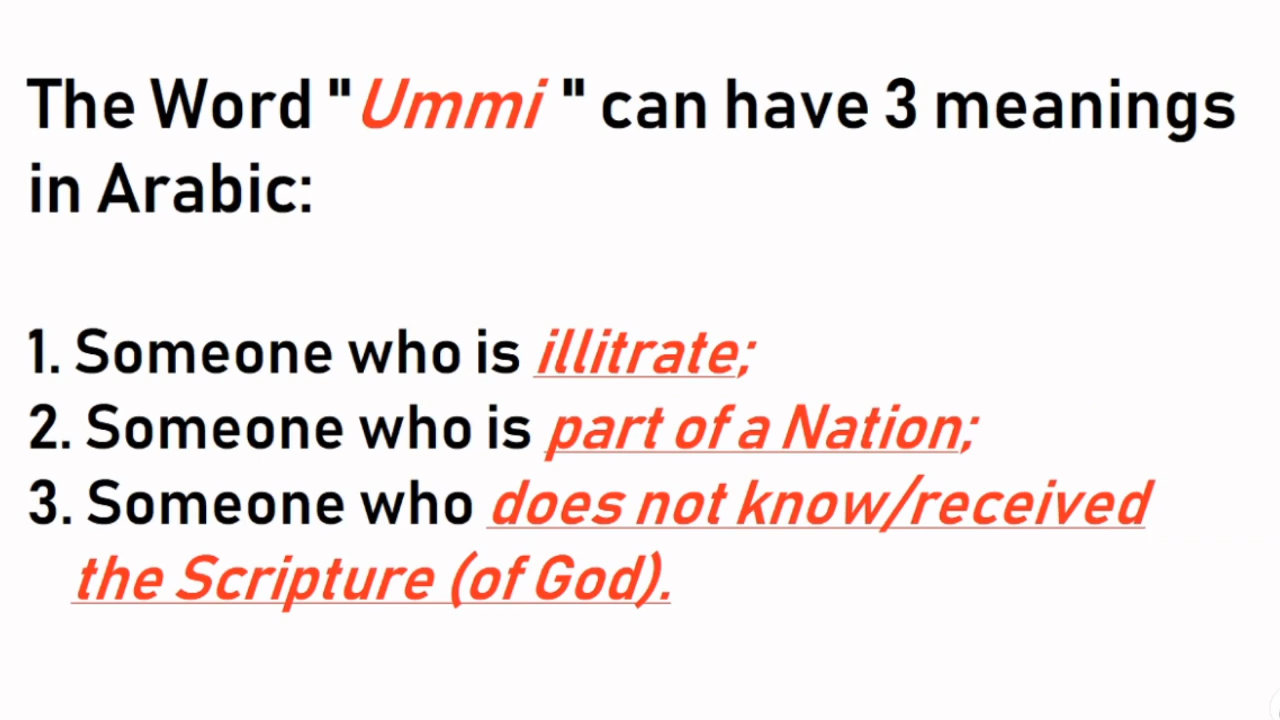 The Word "Ummi " can have 3 meanings
in Arabic:
1. Someone who is illitrate;
2. Someone who is part of a Nation;
3. Someone who does not know/received
the Scripture (of God).